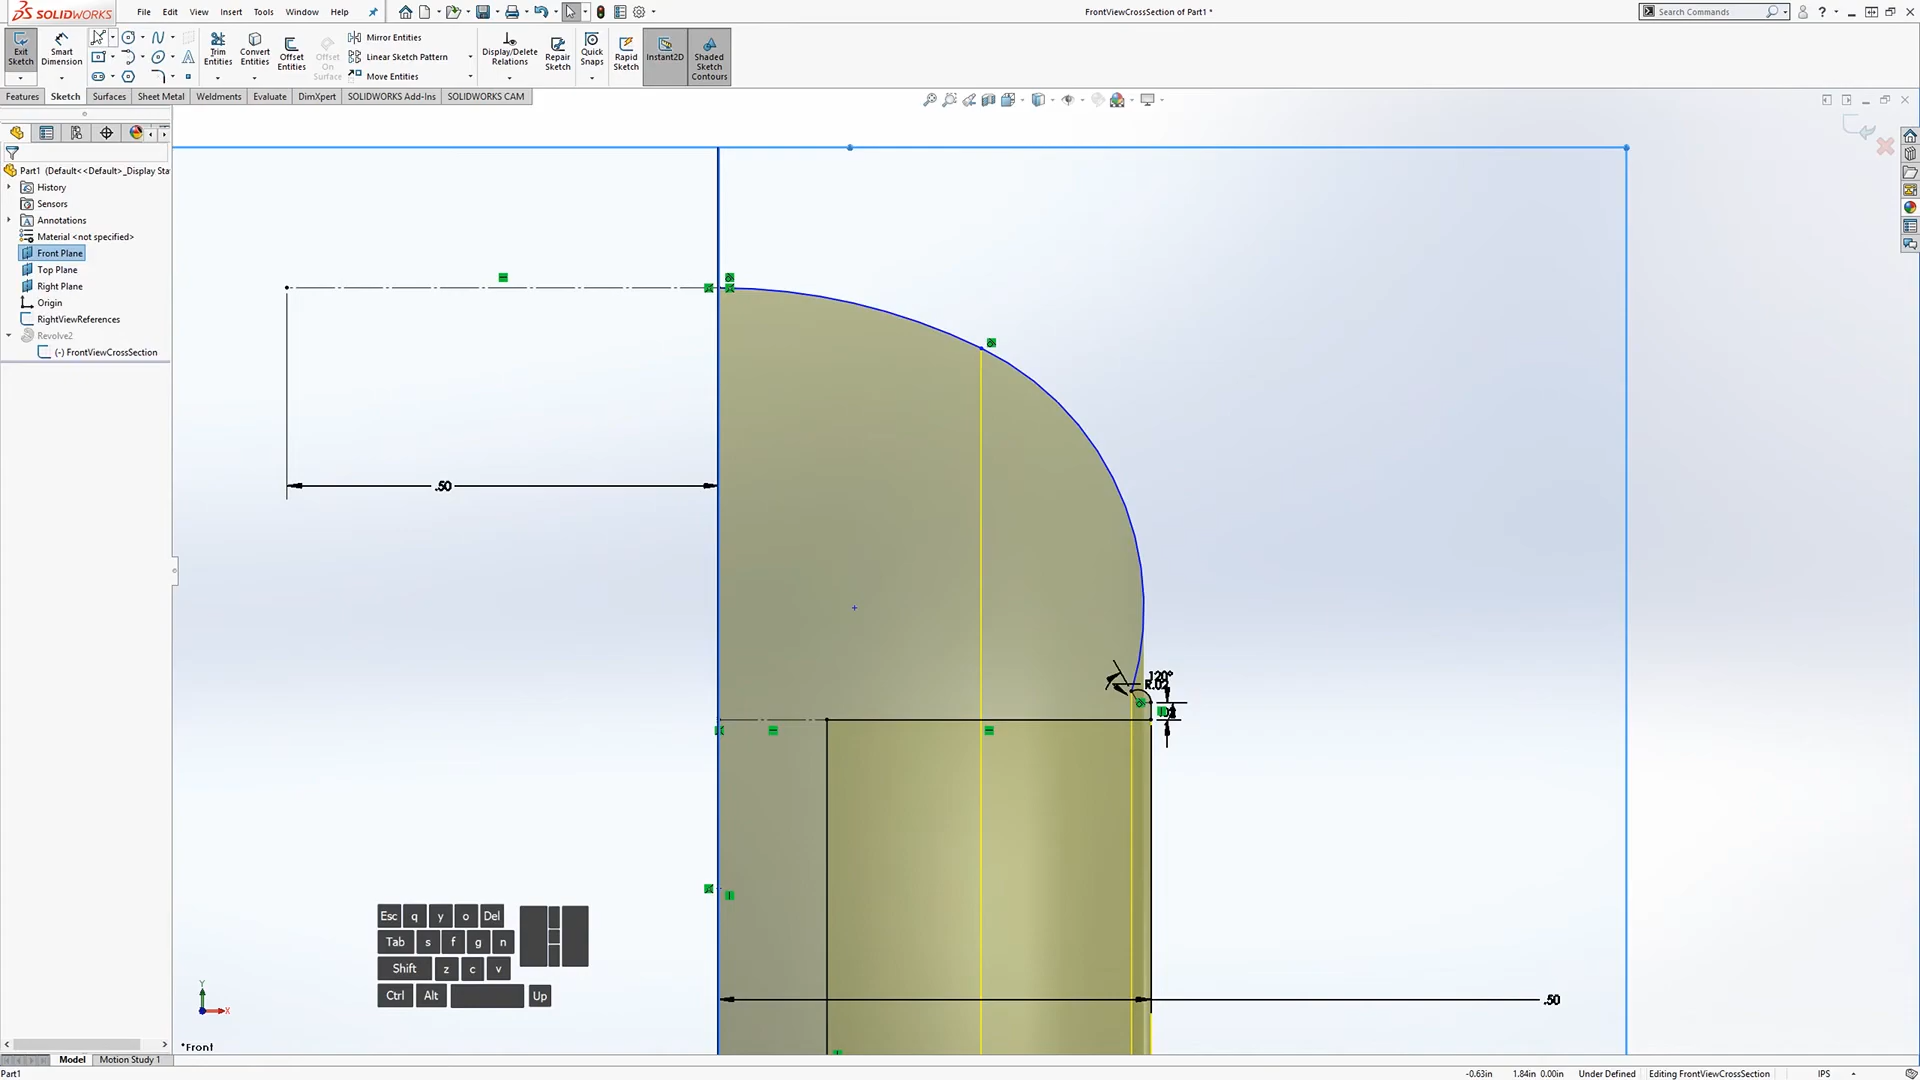 SOLIDWORKS File Edit View Insert Tools Window Help FrontViewCrossSection of Part1 * Search Commands
Exit Sketch
Smart Dimension
Trim Entities
Convert Entities
Offset Entities
Offset On Surface
Mirror Entities
Linear Sketch Pattern
Move Entities
Display/Delete Relations
Repair Sketch
Quick Snaps
Rapid Sketch
Instant2D
Shaded Sketch Contours
Features Sketch Surfaces Sheet Metal Weldments Evaluate DimXpert SOLIDWORKS Add-Ins SOLIDWORKS CAM
Part1 (Default<<Default>_Display Sta
History
Sensors
Annotations
Material <not specified>
Front Plane
Top Plane
Right Plane
Origin
RightViewReferences
Revolve2
(-) FrontViewCrossSection
.50
120°
R.02
.50
Esc q y o Del
Tab s f g n
Shift z c v
Ctrl Alt Up
Y
X
*Front
Model Motion Study 1
Part1 -0.63in 1.84in 0.00in Under Defined Editing FrontViewCrossSection IPS